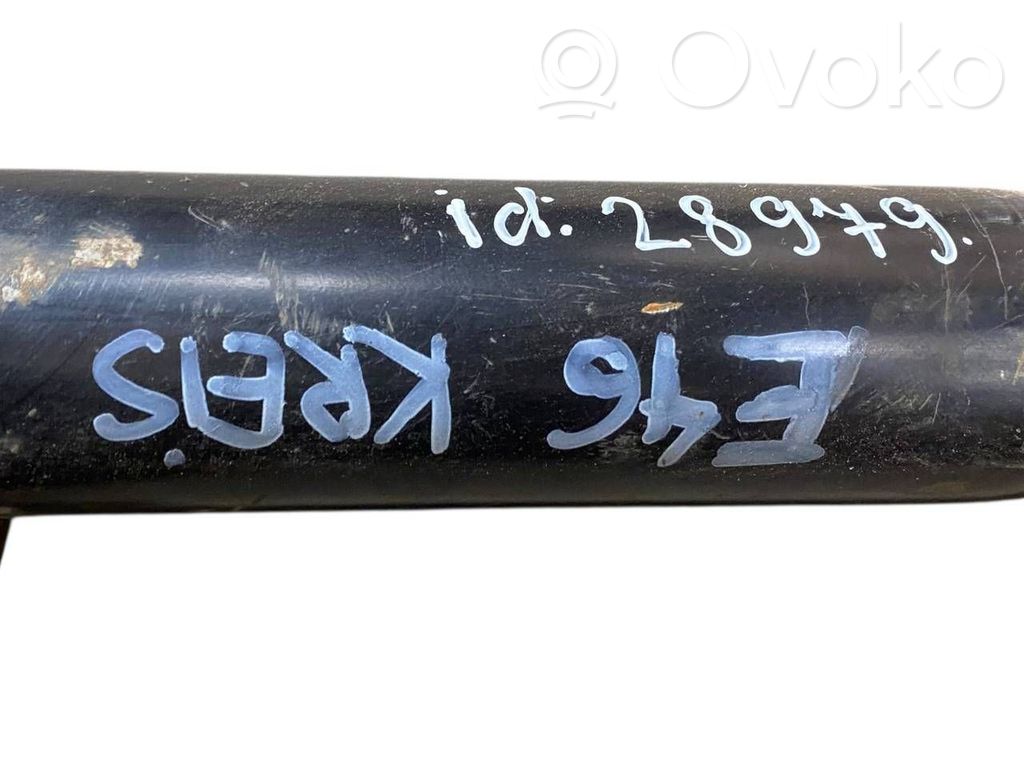 Ovoko
id. 28979.
E46 KREiS